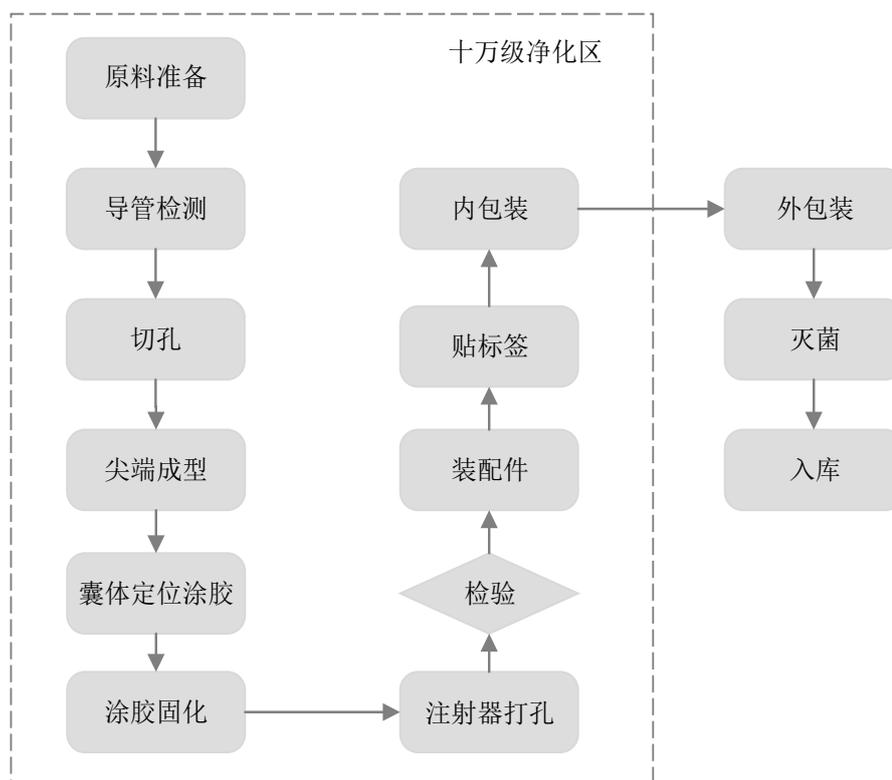 十万级净化区
原料准备
导管检测
切孔
尖端成型
囊体定位涂胶
涂胶固化
注射器打孔
检验
装配件
贴标签
内包装
外包装
灭菌
入库